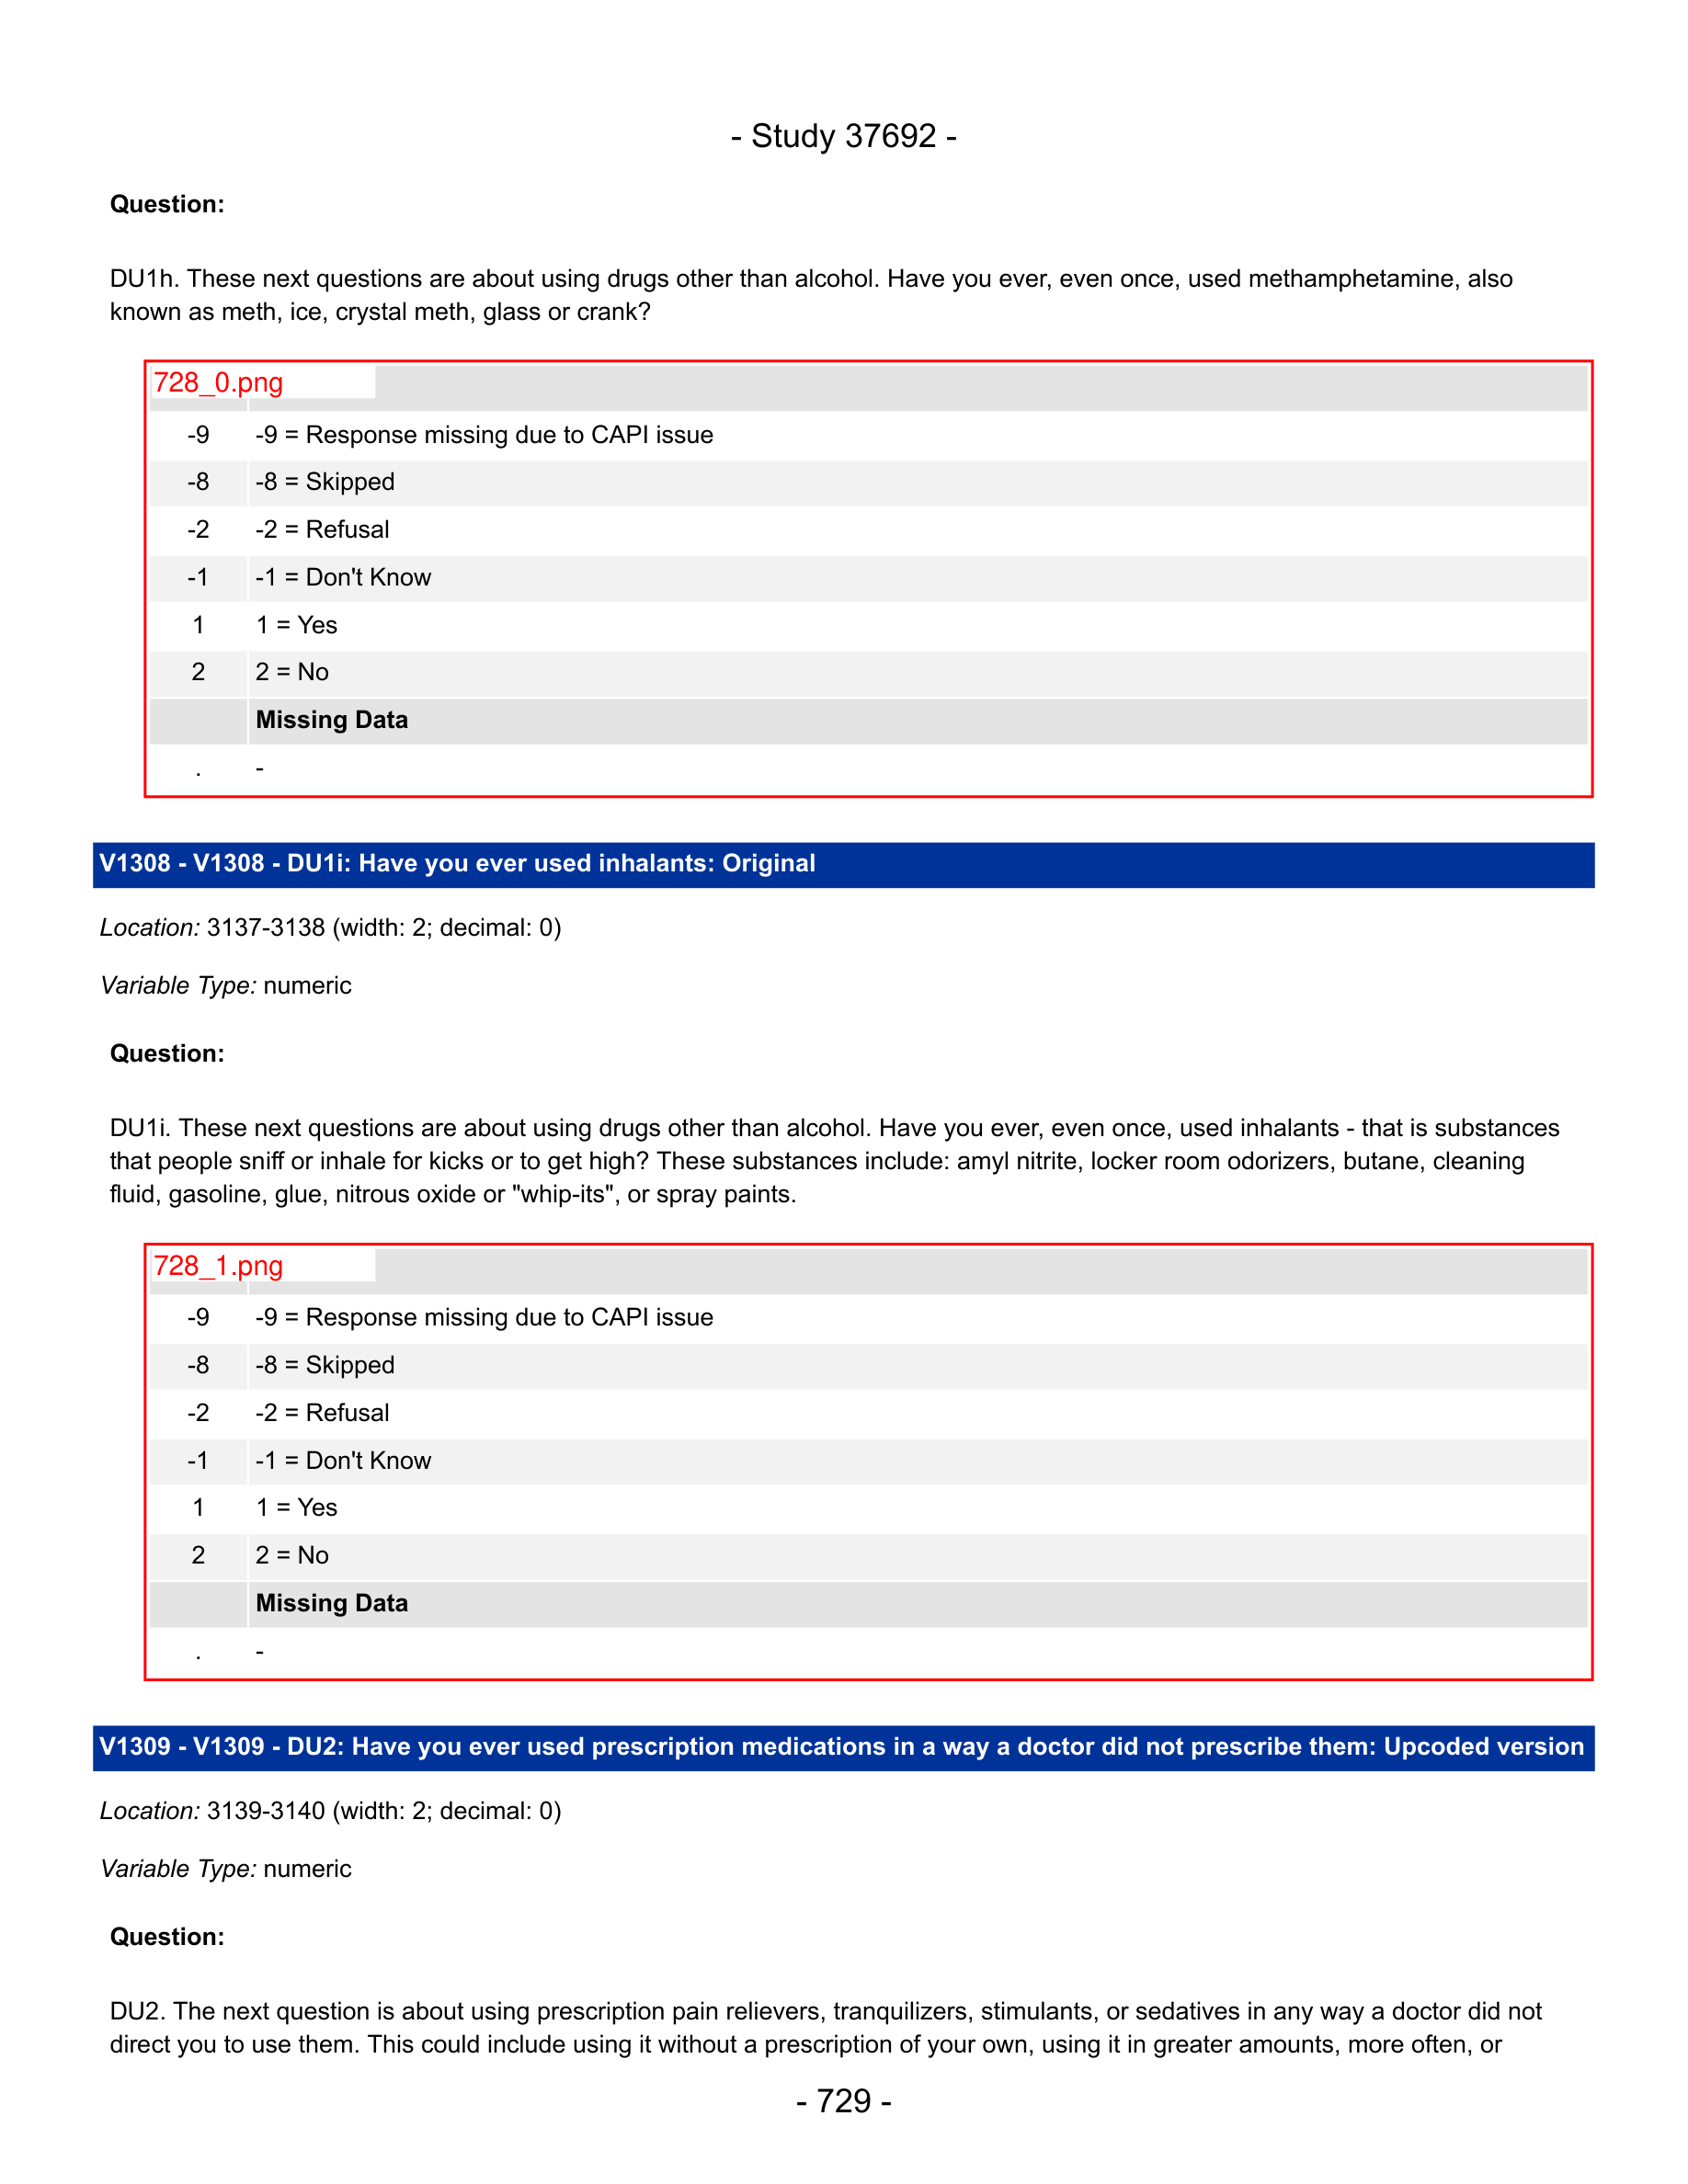 - Study 37692 -
Question:
DU1h. These next questions are about using drugs other than alcohol. Have you ever, even once, used methamphetamine, also
known as meth, ice, crystal meth, glass or crank?
728_0.png
-9 -9 = Response missing due to CAPI issue
-8 -8 = Skipped
-2 -2 = Refusal
-1 -1 = Don't Know
1 1 = Yes
2 2 = No
Missing Data
. -
V1308 - V1308 - DU1i: Have you ever used inhalants: Original
Location: 3137-3138 (width: 2; decimal: 0)
Variable Type: numeric
Question:
DU1i. These next questions are about using drugs other than alcohol. Have you ever, even once, used inhalants - that is substances
that people sniff or inhale for kicks or to get high? These substances include: amyl nitrite, locker room odorizers, butane, cleaning
fluid, gasoline, glue, nitrous oxide or "whip-its", or spray paints.
728_1.png
-9 -9 = Response missing due to CAPI issue
-8 -8 = Skipped
-2 -2 = Refusal
-1 -1 = Don't Know
1 1 = Yes
2 2 = No
Missing Data
. -
V1309 - V1309 - DU2: Have you ever used prescription medications in a way a doctor did not prescribe them: Upcoded version
Location: 3139-3140 (width: 2; decimal: 0)
Variable Type: numeric
Question:
DU2. The next question is about using prescription pain relievers, tranquilizers, stimulants, or sedatives in any way a doctor did not
direct you to use them. This could include using it without a prescription of your own, using it in greater amounts, more often, or
- 729 -